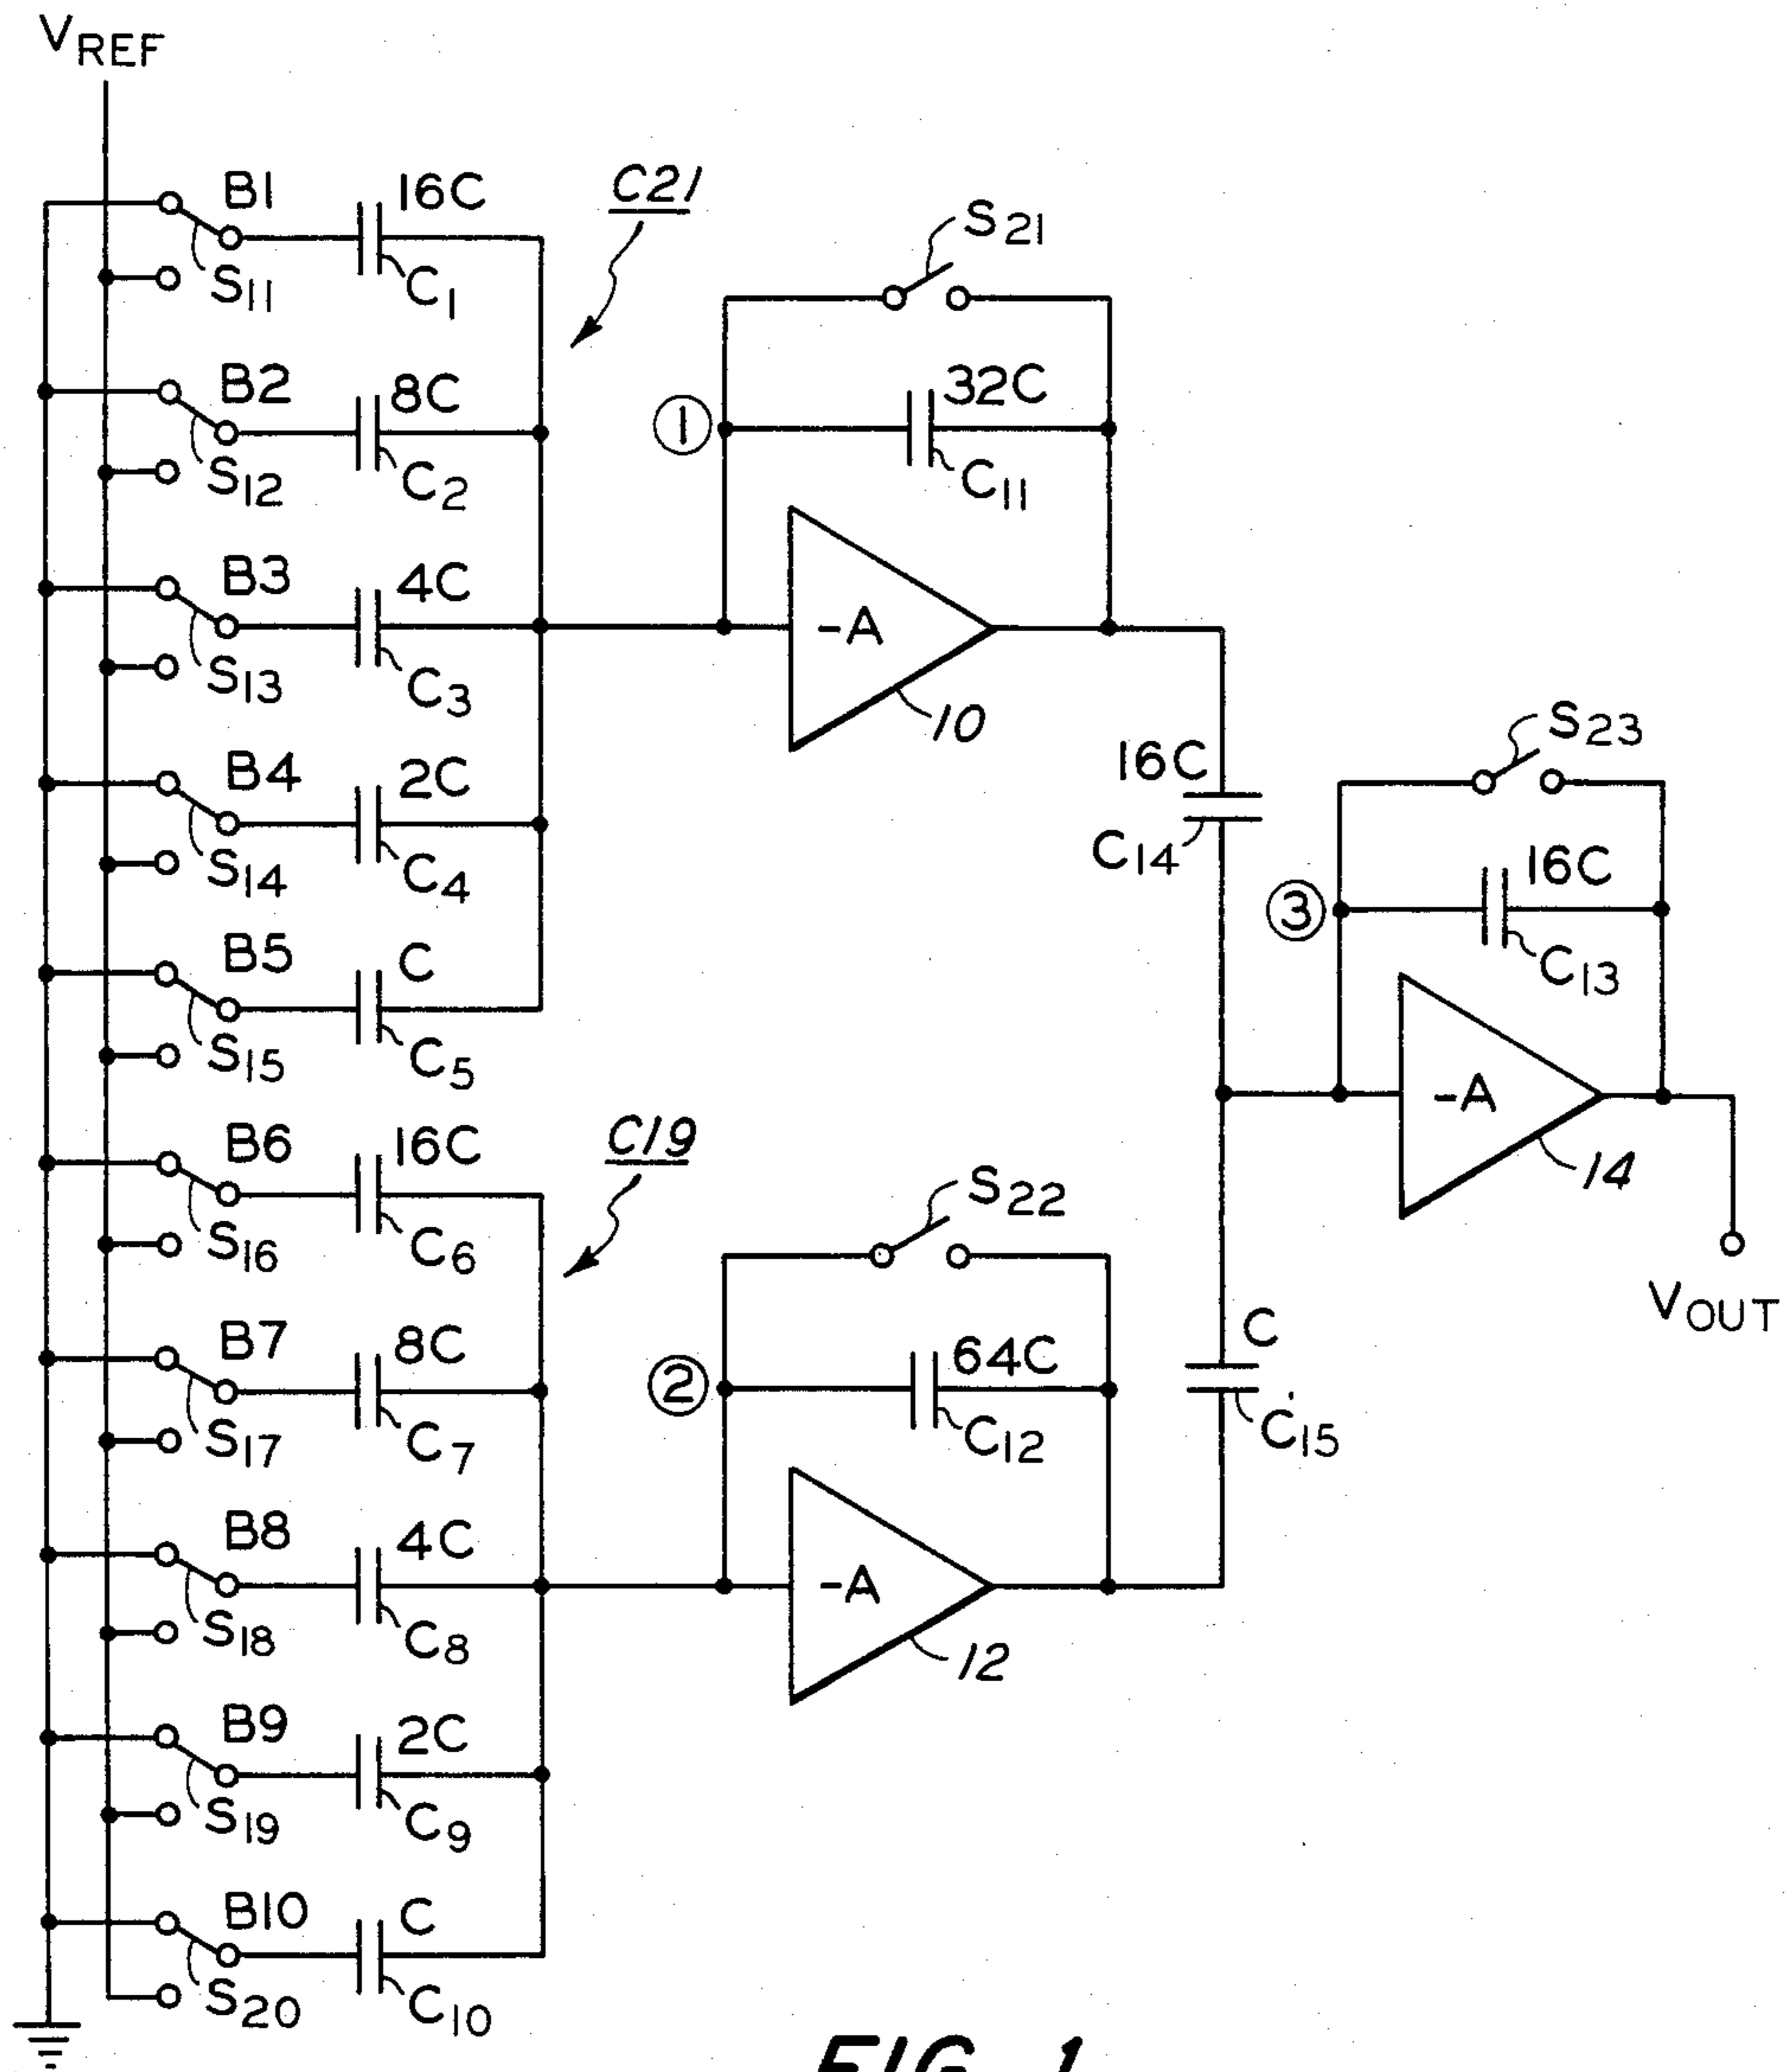 VREF
B1 16C
S11 C1
C21
S21
B2 8C
S12 C2
1 32C
C11
B3 4C
S13 C3
-A
10
B4 2C
S14 C4
16C
C14
S23
B5 C
S15 C5
3 16C
C13
-A
14
B6 16C
S16 C6
C19
S22
VOUT
B7 8C
S17 C7
2 64C
C12
C
C15
B8 4C
S18 C8
-A
12
B9 2C
S19 C9
B10 C
S20 C10
FIG. 1